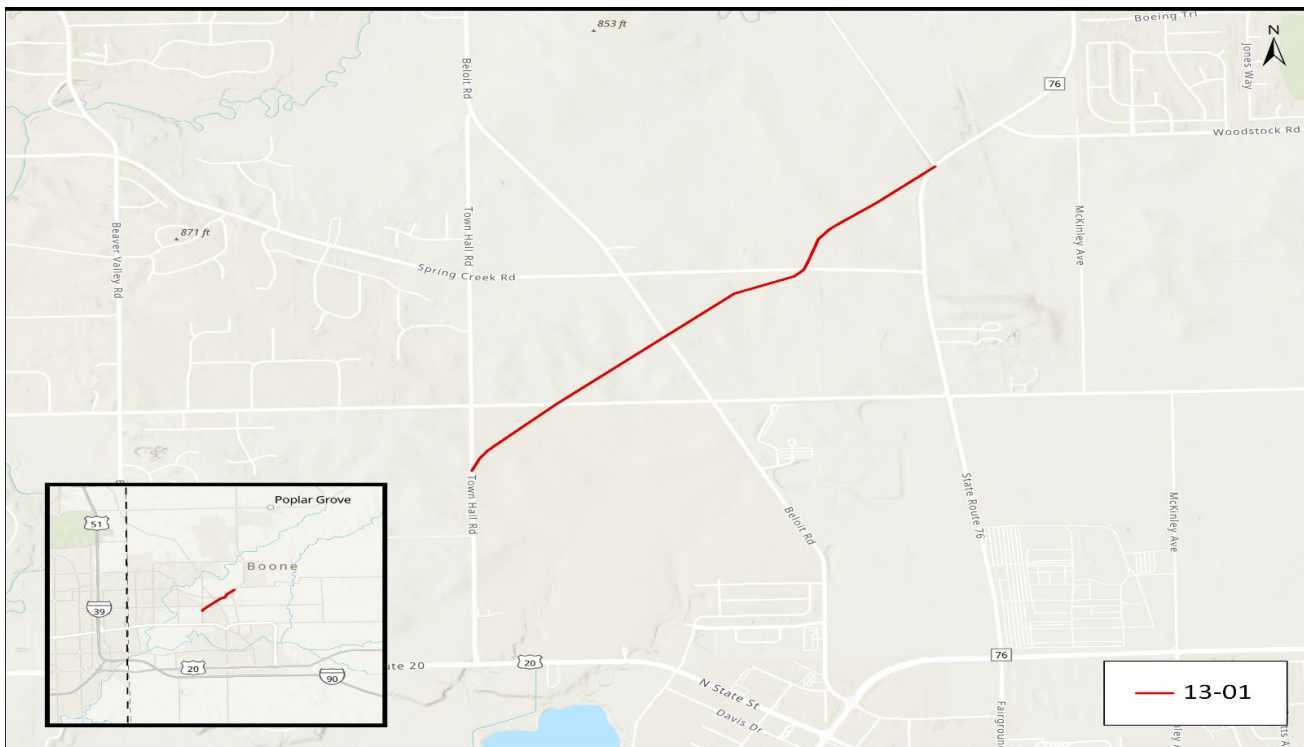 853 ft
Boeing Trl
N
Jones Way
Beloit Rd
76
Woodstock Rd
Town Hall Rd
McKinley Ave
Beaver Valley Rd
871 ft
Spring Creek Rd
Town Hall Rd
State Route 76
McKinley Ave
Beloit Rd
Poplar Grove
51
Boone
39
20
90
ute 20
20
76
N State St
Davis Dr
Fairground
13-01